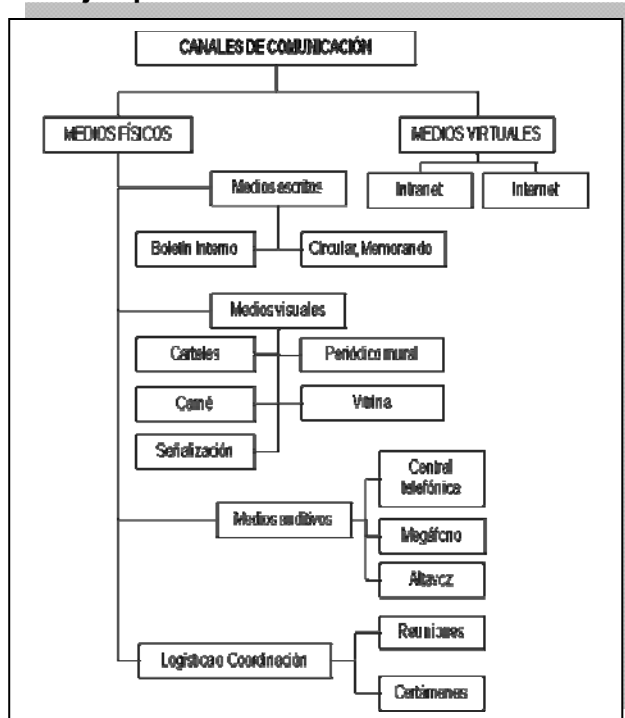 CANALES DE COMUNICACIÓN
MEDIOS FÍSICOS
MEDIOS VIRTUALES
Intranet
Internet
Medios escritos
Boletín Interno
Circular, Memorando
Medios visuales
Carteles
Periódico mural
Carné
Vitrina
Señalización
Medios auditivos
Central
telefónica
Megáfono
Altavoz
Logística o Coordinación
Reuniones
Certámenes